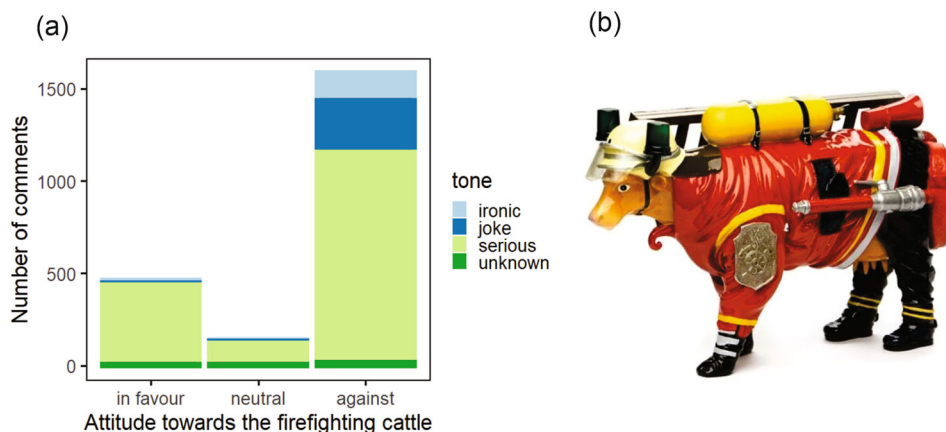 (a)
(b)
1500
1000
500
0
Number of comments
in favour
neutral
against
Attitude towards the firefighting cattle
tone
ironic
joke
serious
unknown